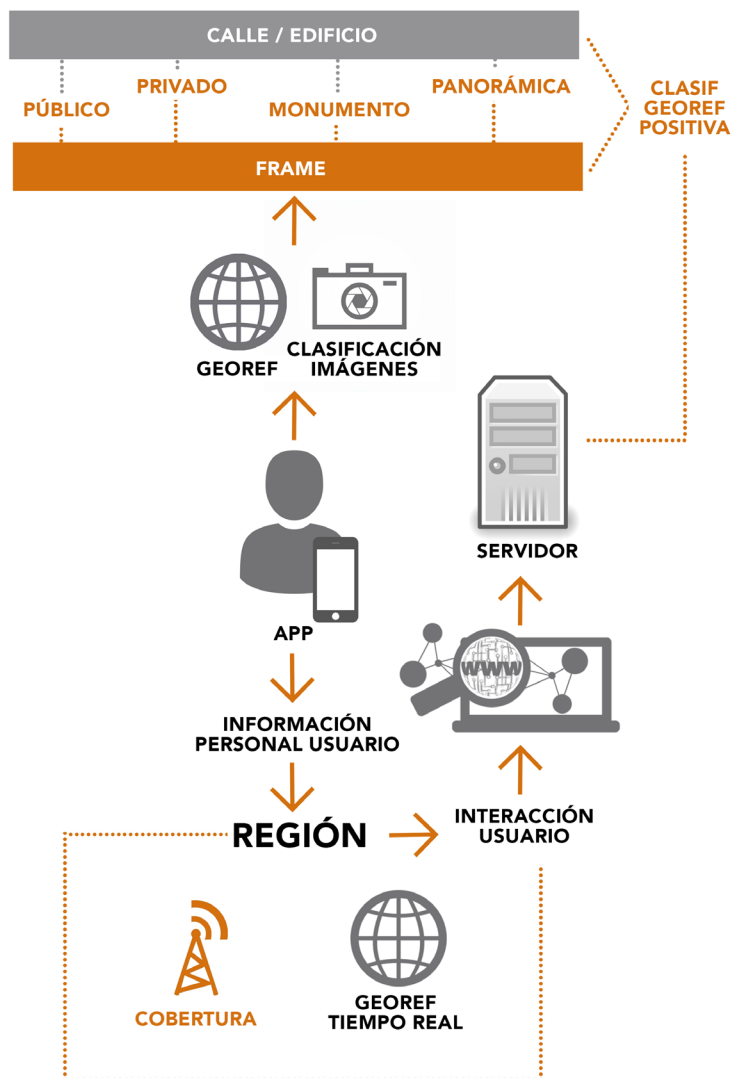 CALLE / EDIFICIO
PÚBLICO
PRIVADO
MONUMENTO
PANORÁMICA
CLASIF
GEOREF
POSITIVA
FRAME
GEOREF
CLASIFICACIÓN
IMÁGENES
SERVIDOR
APP
WWW
INFORMACIÓN
PERSONAL USUARIO
REGIÓN
INTERACCIÓN
USUARIO
COBERTURA
GEOREF
TIEMPO REAL